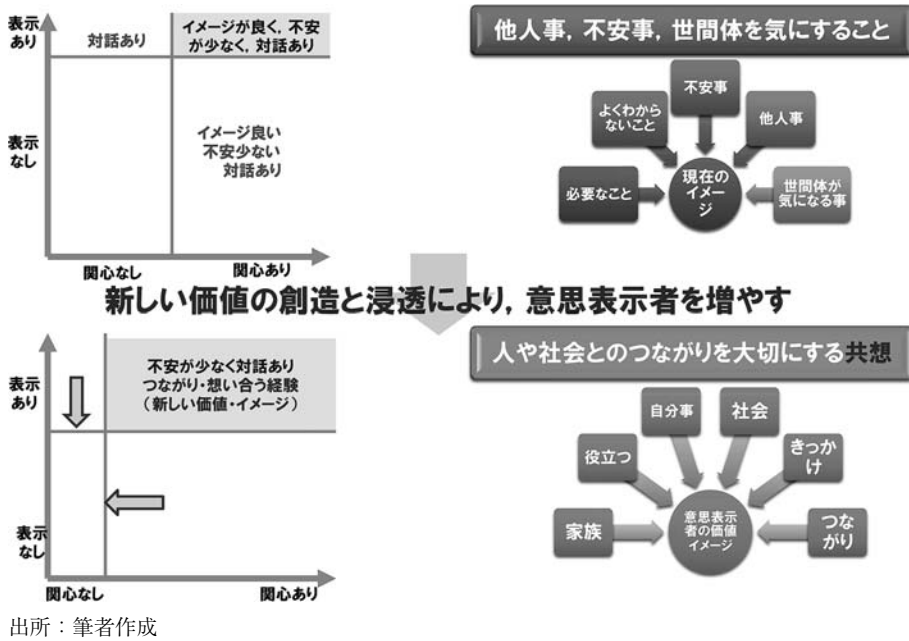 表示
あり
対話あり
イメージが良く,不安
が少なく,対話あり
表示
なし
イメージ良い
不安少ない
対話あり
関心なし
関心あり
他人事,不安事,世間体を気にすること
不安事
よくわから
ないこと
他人事
必要なこと
現在の
イメー
ジ
世間体が
気になる事
新しい価値の創造と浸透により,意思表示者を増やす
表示
あり
不安が少なく対話あり
つながり・想い合う経験
(新しい価値・イメージ)
表示
なし
関心なし
関心あり
人や社会とのつながりを大切にする共想
自分事
社会
役立つ
きっか
け
家族
意思表示
者の価値
イメージ
つな
がり
出所:筆者作成